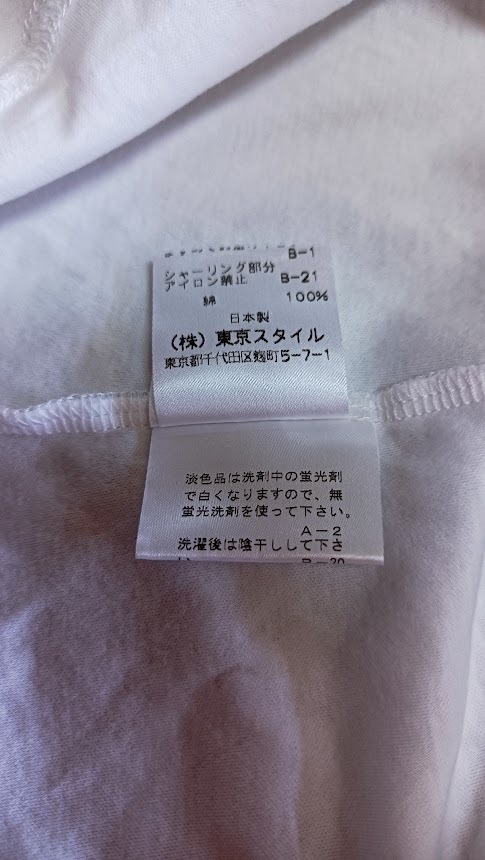 B-1
シャーリング部分
アイロン禁止 B-21
綿 100%
日本製
(株)東京スタイル
東京都千代田区麹町5-7-1
淡色品は洗剤中の蛍光剤
で白くなりますので、無
蛍光洗剤を使って下さい。
A-2
洗濯後は陰干しして下さ
い B-20